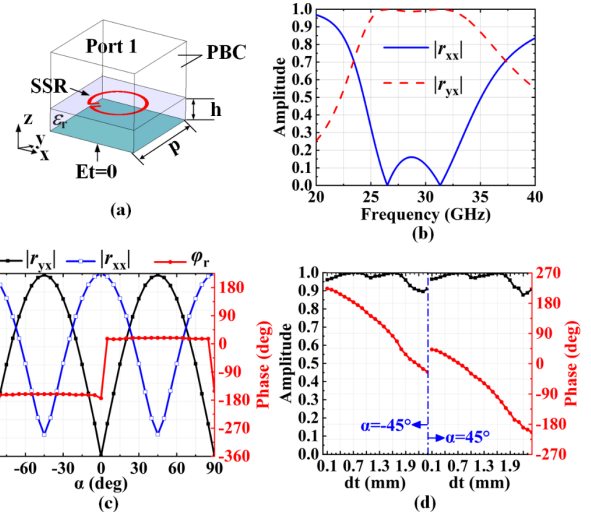 Port 1
PBC
SSR
εr
h
p
z
y
x
Et=0
(a)
1.0
0.9
0.8
0.7
0.6
0.5
0.4
0.3
0.2
0.1
0.0
Amplitude
|rxx|
|ryx|
20 25 30 35 40
Frequency (GHz)
(b)
|ryx| |rxx| φr
180
90
0
-90
-180
-270
-360
Phase (deg)
-60 -30 0 30 60 90
α (deg)
(c)
1.0
0.9
0.8
0.7
0.6
0.5
0.4
0.3
0.2
0.1
0.0
Amplitude
270
180
90
0
-90
-180
-270
Phase (deg)
α=-45°
α=45°
0.1 0.7 1.3 1.9 0.1 0.7 1.3 1.9
dt (mm) dt (mm)
(d)